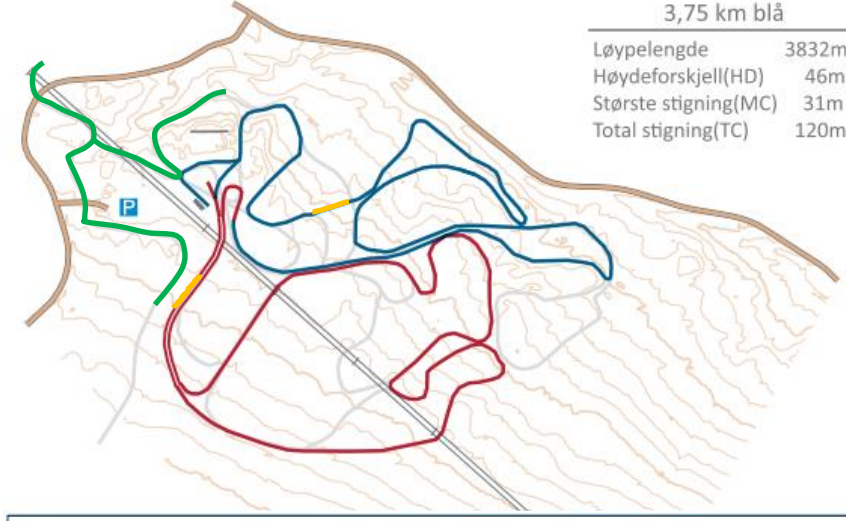 3,75 km blå
Løypelengde 3832m
Høydeforskjell(HD) 46m
Største stigning(MC) 31m
Total stigning(TC) 120m
P